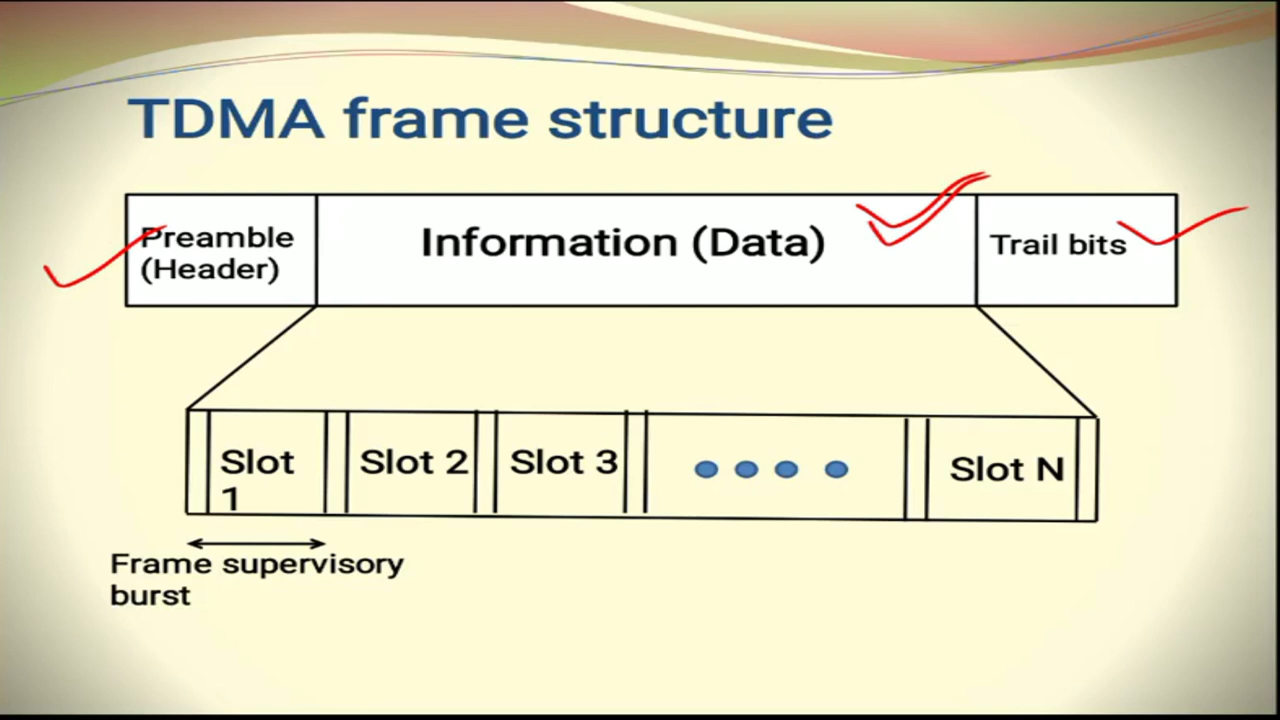 TDMA frame structure
Preamble
(Header)
Information (Data)
Trail bits
Slot
1
Slot 2
Slot 3
Slot N
Frame supervisory
burst